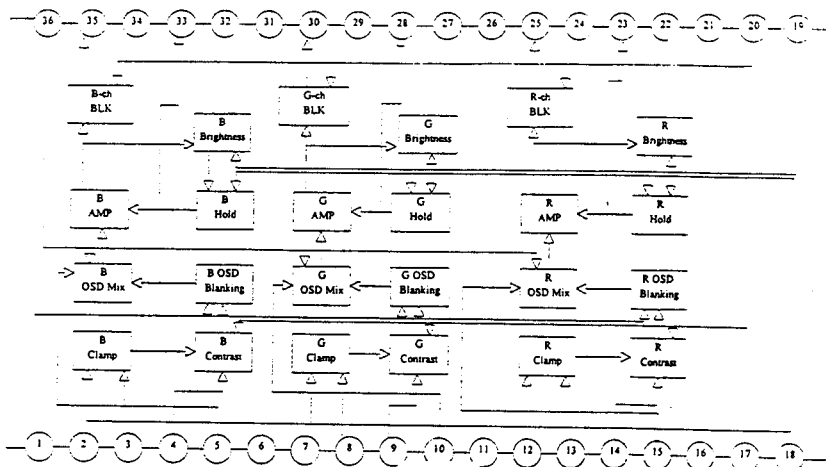 36 35 34 33 32 31 30 29 28 27 26 25 24 23 22 21 20 19
B-ch
BLK
G-ch
BLK
R-ch
BLK
B
Brightness
G
Brightness
R
Brightness
B
AMP
B
Hold
G
AMP
G
Hold
R
AMP
R
Hold
B
OSD Mix
B OSD
Blanking
G
OSD Mix
G OSD
Blanking
R
OSD Mix
R OSD
Blanking
B
Clamp
B
Contrast
G
Clamp
G
Contrast
R
Clamp
R
Contrast
1 2 3 4 5 6 7 8 9 10 11 12 13 14 15 16 17 18